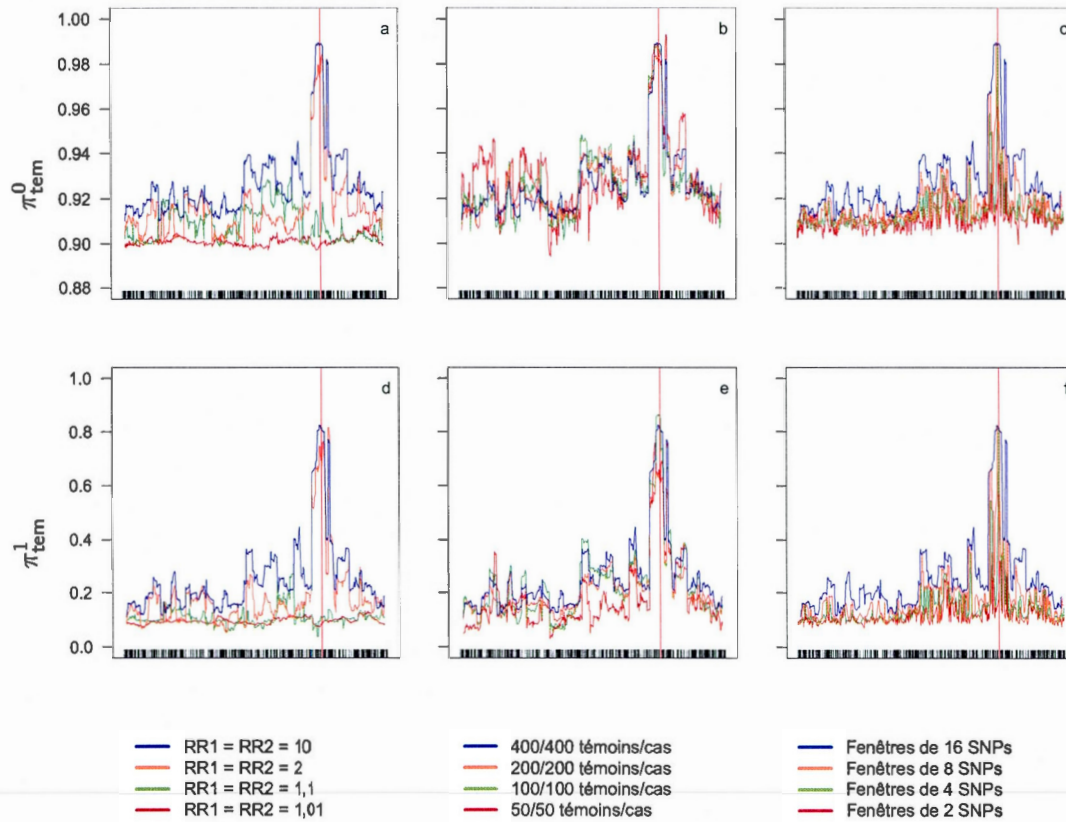 a
b
c
1.00
0.98
0.96
0.94
0.92
0.90
0.88
π⁰tem
d
e
f
1.0
0.8
0.6
0.4
0.2
0.0
π¹tem
RR1 = RR2 = 10
RR1 = RR2 = 2
RR1 = RR2 = 1,1
RR1 = RR2 = 1,01
400/400 témoins/cas
200/200 témoins/cas
100/100 témoins/cas
50/50 témoins/cas
Fenêtres de 16 SNPs
Fenêtres de 8 SNPs
Fenêtres de 4 SNPs
Fenêtres de 2 SNPs